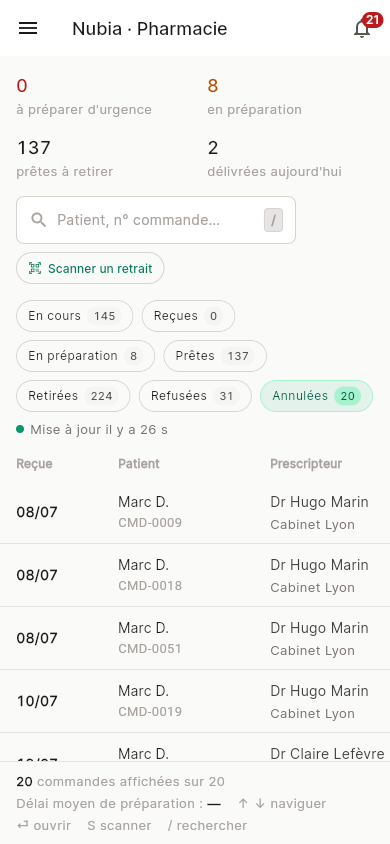 Nubia · Pharmacie
21
0
8
à préparer d'urgence
en préparation
137
2
prêtes à retirer
délivrées aujourd'hui
Patient, n° commande...
/
Scanner un retrait
En cours 145
Reçues 0
En préparation 8
Prêtes 137
Retirées 224
Refusées 31
Annulées 20
Mise à jour il y a 26 s
Reçue Patient Prescripteur
08/07 Marc D. Dr Hugo Marin
CMD-0009 Cabinet Lyon
08/07 Marc D. Dr Hugo Marin
CMD-0018 Cabinet Lyon
08/07 Marc D. Dr Hugo Marin
CMD-0051 Cabinet Lyon
10/07 Marc D. Dr Hugo Marin
CMD-0019 Cabinet Lyon
Marc D. Dr Claire Lefèvre
20 commandes affichées sur 20
Délai moyen de préparation : — ↑ ↓ naviguer
⏎ ouvrir S scanner / rechercher